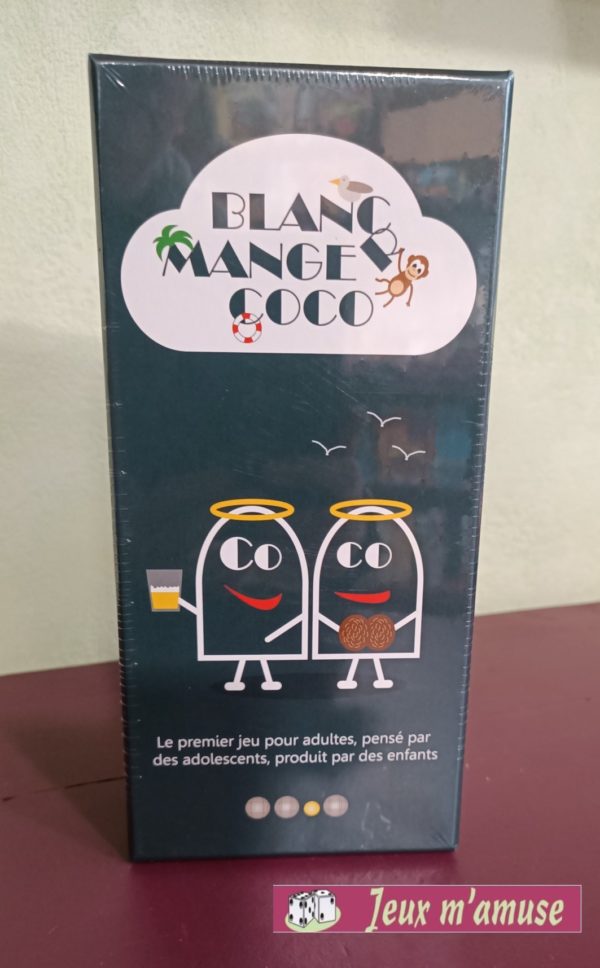 BLANC
MANGER
COCO
CO
CO
Le premier jeu pour adultes, pensé par
des adolescents, produit par des enfants
Jeux m'amuse